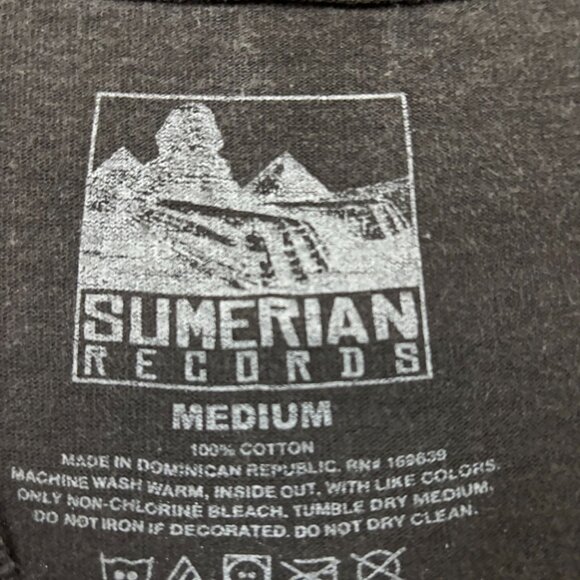 SUMERIAN
RECORDS
MEDIUM
100% COTTON
MADE IN DOMINICAN REPUBLIC. RN# 169639
MACHINE WASH WARM, INSIDE OUT, WITH LIKE COLORS.
ONLY NON-CHLORINE BLEACH. TUMBLE DRY MEDIUM.
DO NOT IRON IF DECORATED. DO NOT DRY CLEAN.